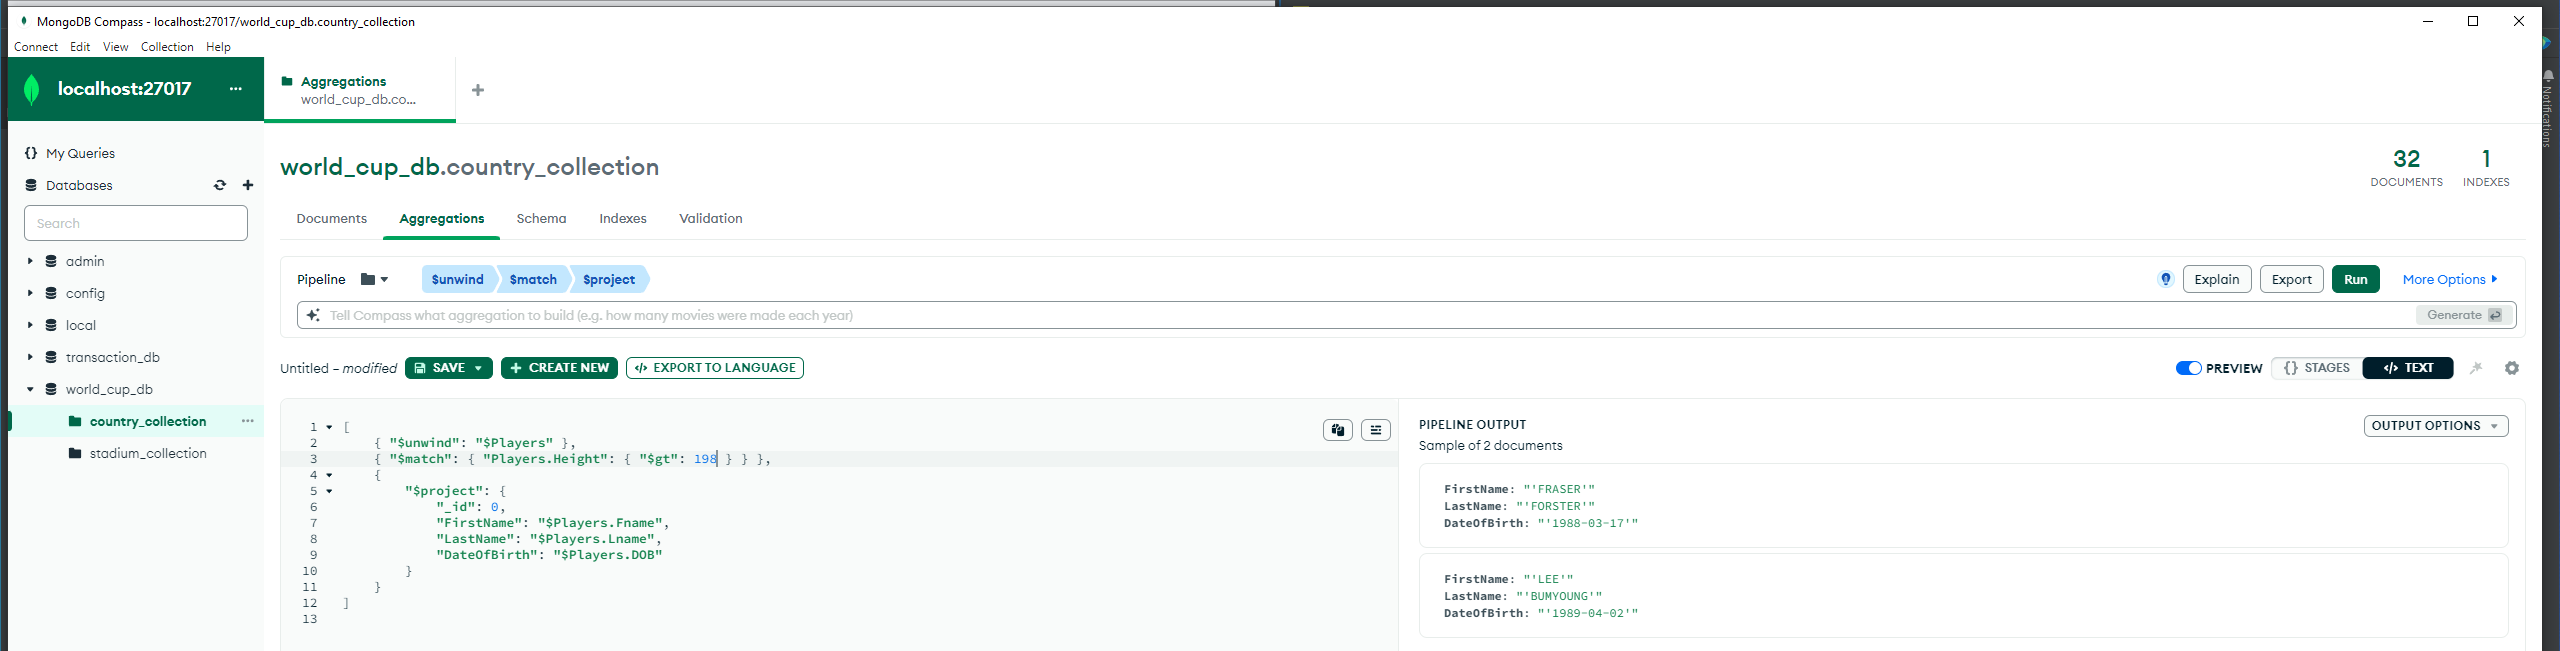 MongoDB Compass - localhost:27017/world_cup_db.country_collection
Connect Edit View Collection Help
localhost:27017 ...
Aggregations
world_cup_db.co...
My Queries
Databases
Search
admin
config
local
transaction_db
world_cup_db
country_collection ...
stadium_collection
world_cup_db.country_collection
32
DOCUMENTS
1
INDEXES
Documents Aggregations Schema Indexes Validation
Pipeline $unwind $match $project Explain Export Run More Options
Tell Compass what aggregation to build (e.g. how many movies were made each year) Generate
Untitled – modified SAVE + CREATE NEW </> EXPORT TO LANGUAGE PREVIEW {} STAGES </> TEXT
1 [
2 { "$unwind": "$Players" },
3 { "$match": { "Players.Height": { "$gt": 198 } } },
4 {
5 "$project": {
6 "_id": 0,
7 "FirstName": "$Players.Fname",
8 "LastName": "$Players.Lname",
9 "DateOfBirth": "$Players.DOB"
10 }
11 }
12 ]
13
PIPELINE OUTPUT
Sample of 2 documents
OUTPUT OPTIONS
FirstName: "'FRASER'"
LastName: "'FORSTER'"
DateOfBirth: "'1988-03-17'"
FirstName: "'LEE'"
LastName: "'BUMYOUNG'"
DateOfBirth: "'1989-04-02'"
Notifications